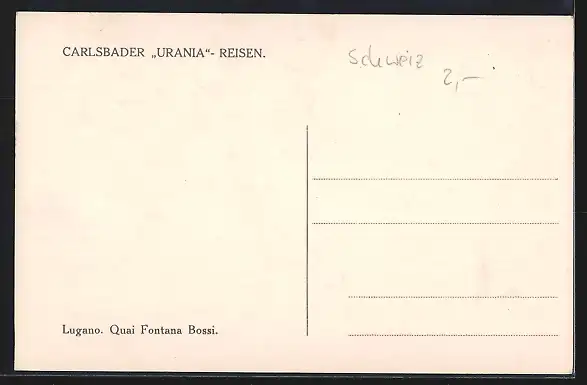 CARLSBADER „URANIA“- REISEN.
Schweiz
2,-
Lugano. Quai Fontana Bossi.